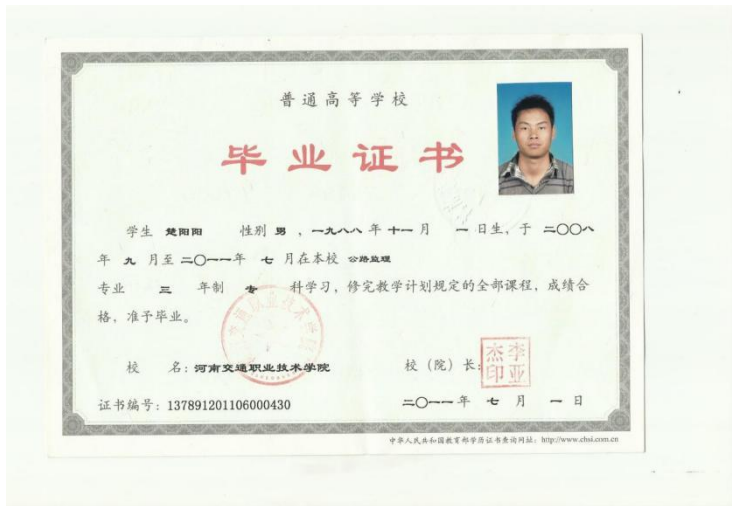 普通高等学校
毕业证书
学生 楚阳阳 性别 男 ，一九八八 年 十一 月 一 日生，于 二〇〇八
年 九 月至 二〇一一年 七 月在本校 公路监理
专业 三 年制 专 科学习，修完教学计划规定的全部课程，成绩合
格，准予毕业。
校 名：河南交通职业技术学院
校（院）长：
李亚杰印
证书编号：137891201106000430
二〇一一 年 七 月 一 日
中华人民共和国教育部学历证书查询网址：http://www.chsi.com.cn